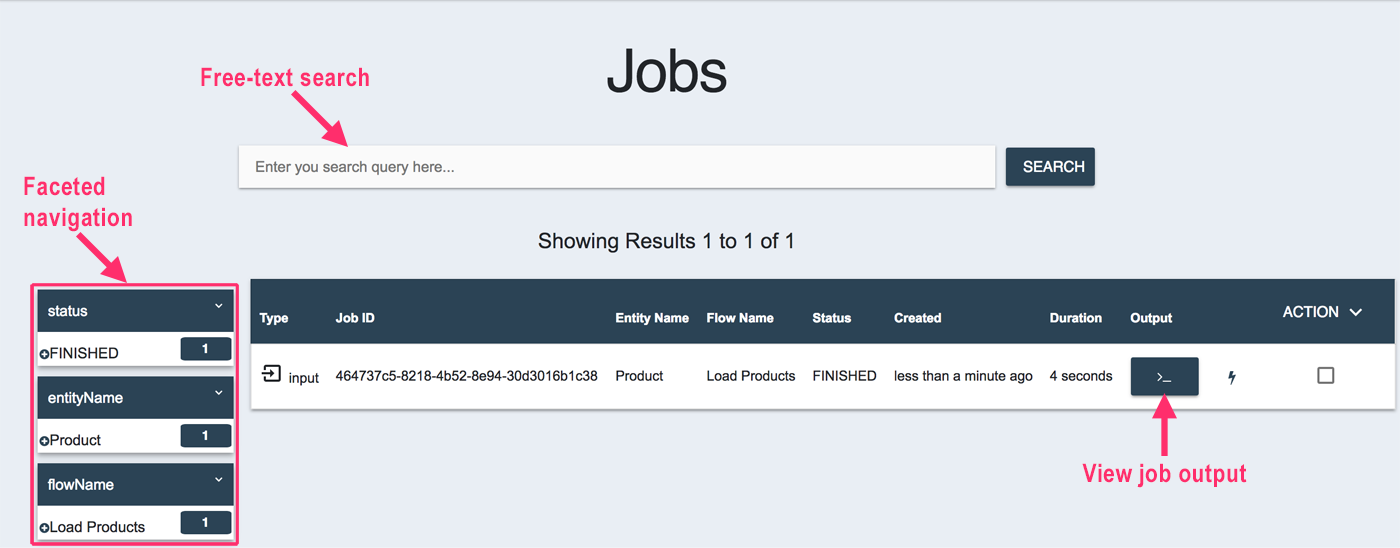 Jobs
Free-text search
Enter you search query here...
SEARCH
Faceted
navigation
Showing Results 1 to 1 of 1
status
FINISHED 1
entityName
Product 1
flowName
Load Products 1
Type Job ID Entity Name Flow Name Status Created Duration Output ACTION
input 464737c5-8218-4b52-8e94-30d3016b1c38 Product Load Products FINISHED less than a minute ago 4 seconds >_
View job output